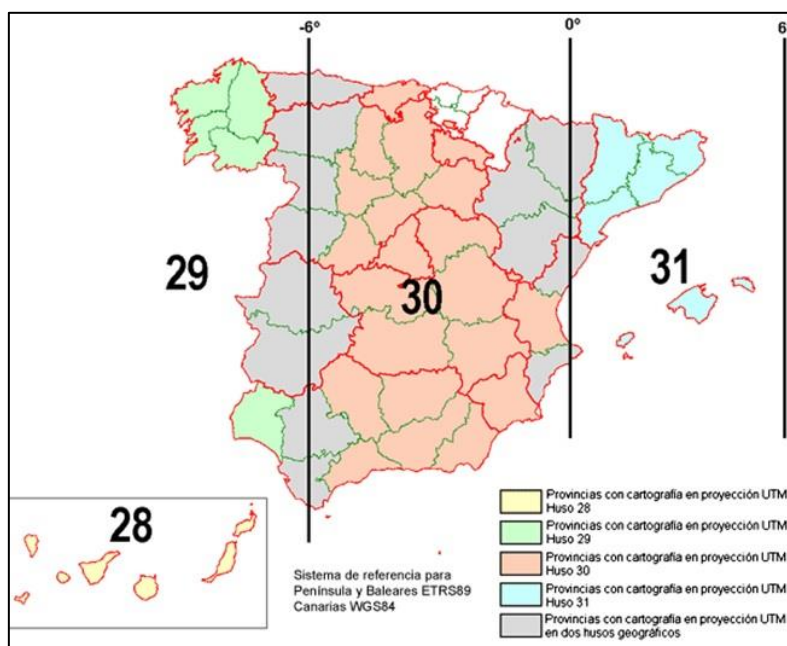 -6º
0º
6
29
30
31
28
Sistema de referencia para
Península y Baleares ETRS89
Canarias WGS84
Provincias con cartografía en proyección UTM
Huso 28
Provincias con cartografía en proyección UTM
Huso 29
Provincias con cartografía en proyección UTM
Huso 30
Provincias con cartografía en proyección UTM
Huso 31
Provincias con cartografía en proyección UTM
en dos husos geográficos